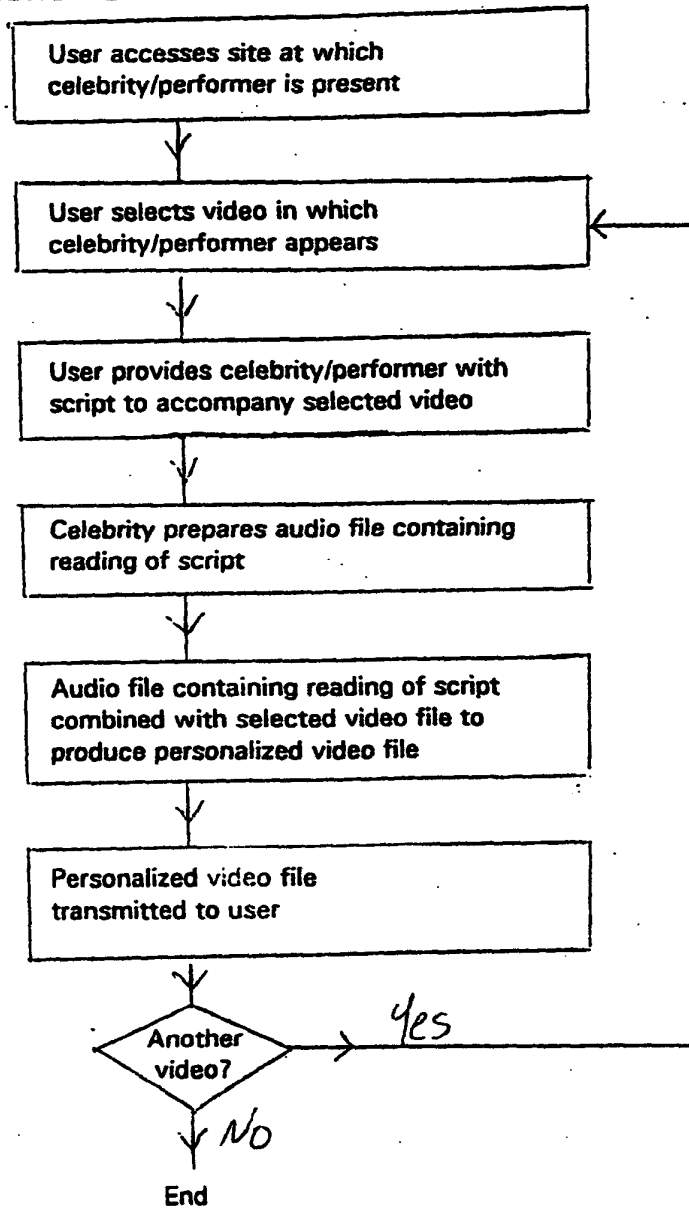 User accesses site at which
celebrity/performer is present
User selects video in which
celebrity/performer appears
User provides celebrity/performer with
script to accompany selected video
Celebrity prepares audio file containing
reading of script
Audio file containing reading of script
combined with selected video file to
produce personalized video file
Personalized video file
transmitted to user
Another
video?
Yes
No
End